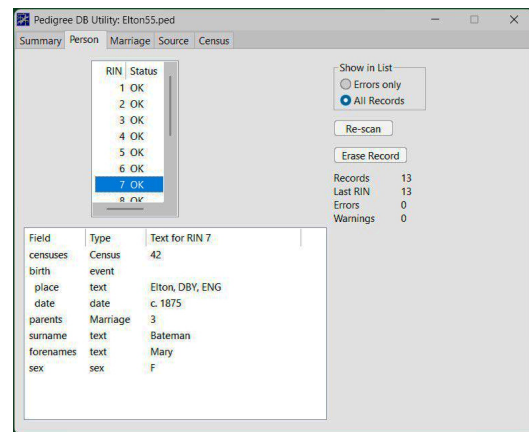 Pedigree DB Utility: Elton55.ped
Summary Person Marriage Source Census
RIN Status
1 OK
2 OK
3 OK
4 OK
5 OK
6 OK
7 OK
8 OK
Show in List
Errors only
All Records
Re-scan
Erase Record
Records 13
Last RIN 13
Errors 0
Warnings 0
Field Type Text for RIN 7
censuses Census 42
birth event
place text Elton, DBY, ENG
date date c. 1875
parents Marriage 3
surname text Bateman
forenames text Mary
sex sex F